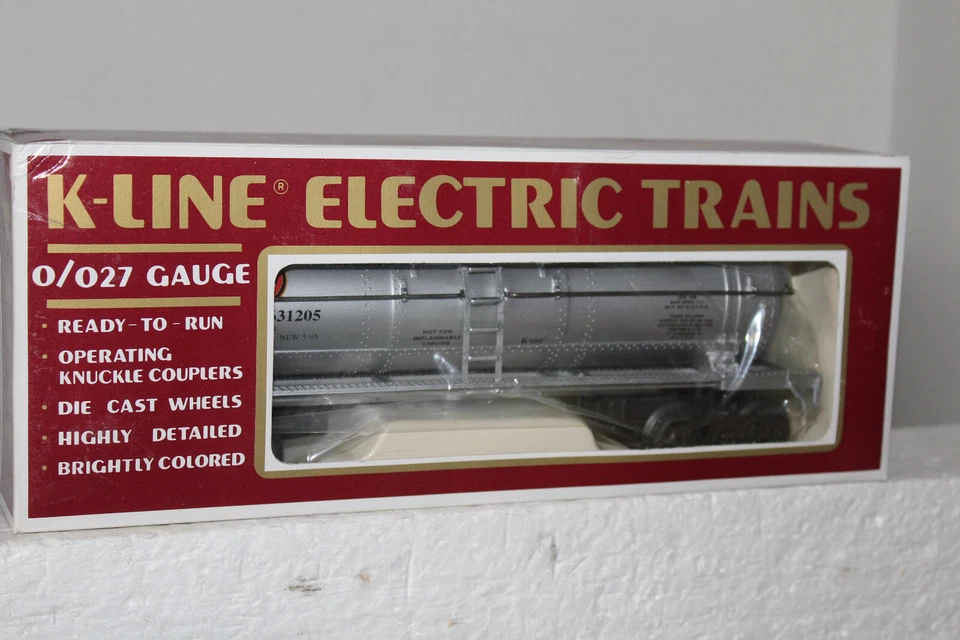 K-LINE® ELECTRIC TRAINS
O/O27 GAUGE
· READY-TO-RUN
· OPERATING
KNUCKLE COUPLERS
· DIE CAST WHEELS
· HIGHLY DETAILED
· BRIGHTLY COLORED
31205
NOT FOR
INFLAMMABLE
LIQUIDS
K-LINE